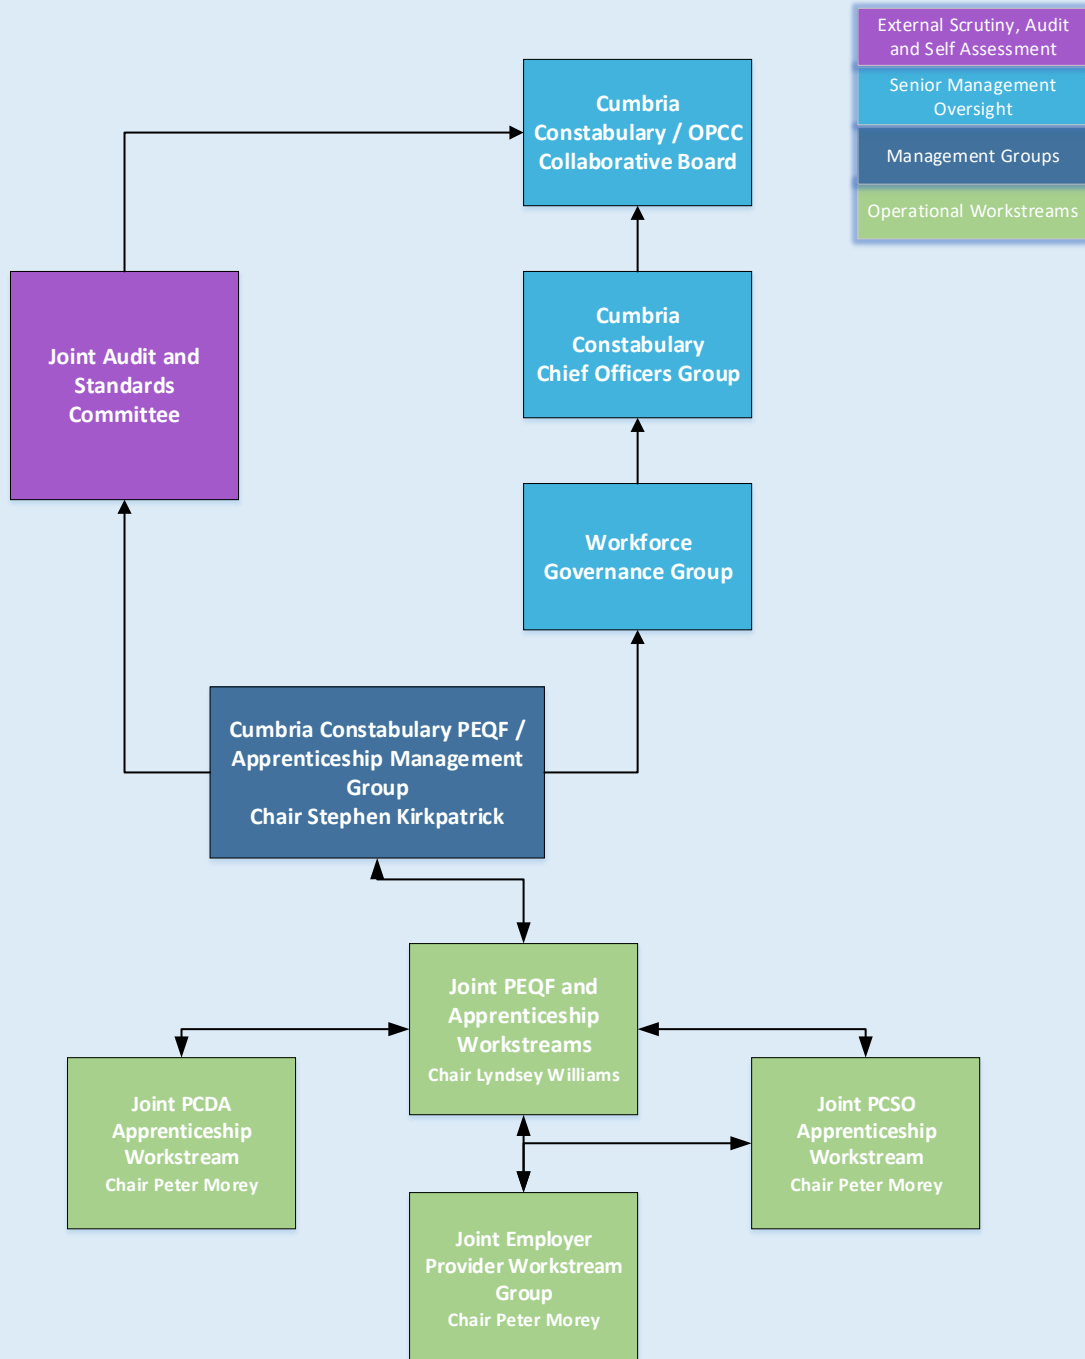 External Scrutiny, Audit
and Self Assessment
Senior Management
Oversight
Management Groups
Operational Workstreams
Cumbria
Constabulary / OPCC
Collaborative Board
Joint Audit and
Standards
Committee
Cumbria
Constabulary
Chief Officers Group
Workforce
Governance Group
Cumbria Constabulary PEQF /
Apprenticeship Management
Group
Chair Stephen Kirkpatrick
Joint PEQF and
Apprenticeship
Workstreams
Chair Lyndsey Williams
Joint PCDA
Apprenticeship
Workstream
Chair Peter Morey
Joint PCSO
Apprenticeship
Workstream
Chair Peter Morey
Joint Employer
Provider Workstream
Group
Chair Peter Morey